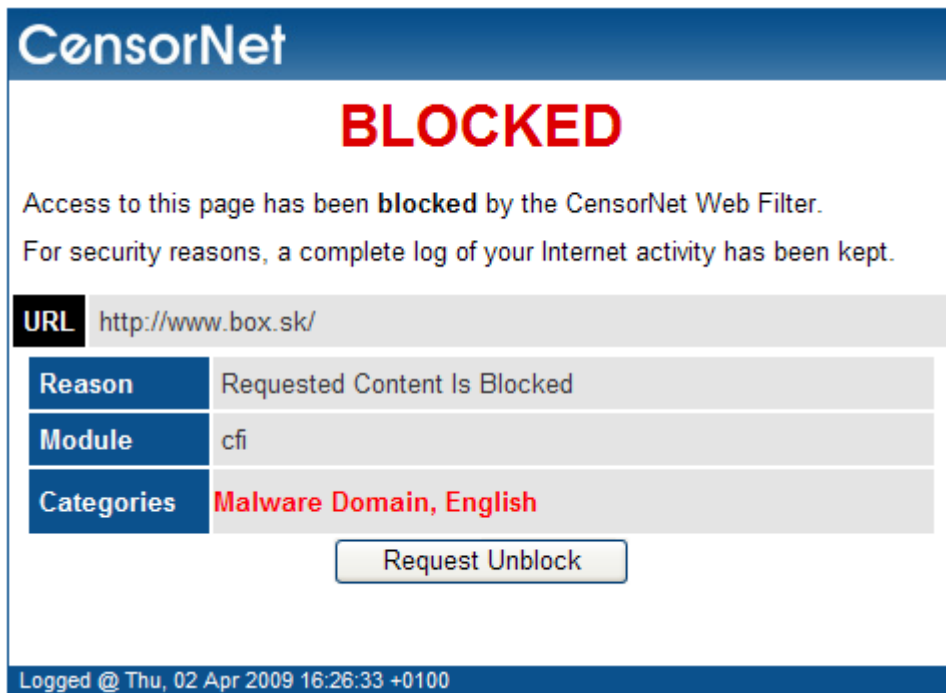 CensorNet
BLOCKED
Access to this page has been blocked by the CensorNet Web Filter.
For security reasons, a complete log of your Internet activity has been kept.
URL http://www.box.sk/
Reason Requested Content Is Blocked
Module cfi
Categories Malware Domain, English
Request Unblock
Logged @ Thu, 02 Apr 2009 16:26:33 +0100